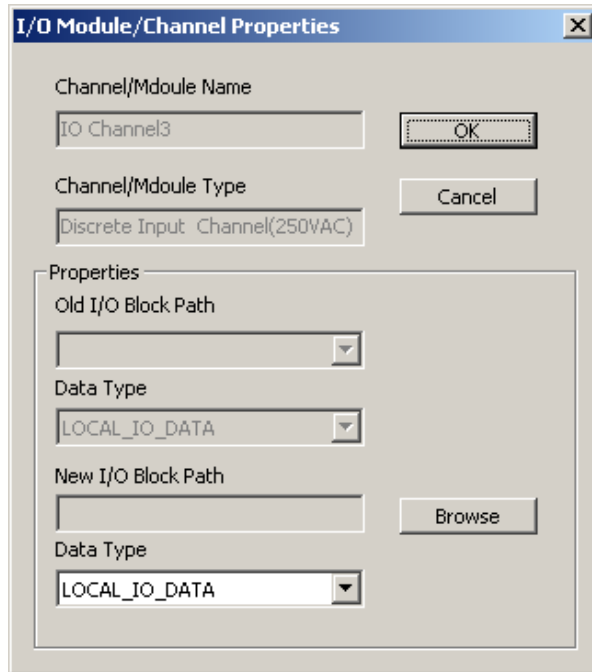 I/O Module/Channel Properties
Channel/Mdoule Name
IO Channel3
OK
Channel/Mdoule Type
Cancel
Discrete Input  Channel(250VAC)
Properties
Old I/O Block Path
Data Type
LOCAL_IO_DATA
New I/O Block Path
Browse
Data Type
LOCAL_IO_DATA